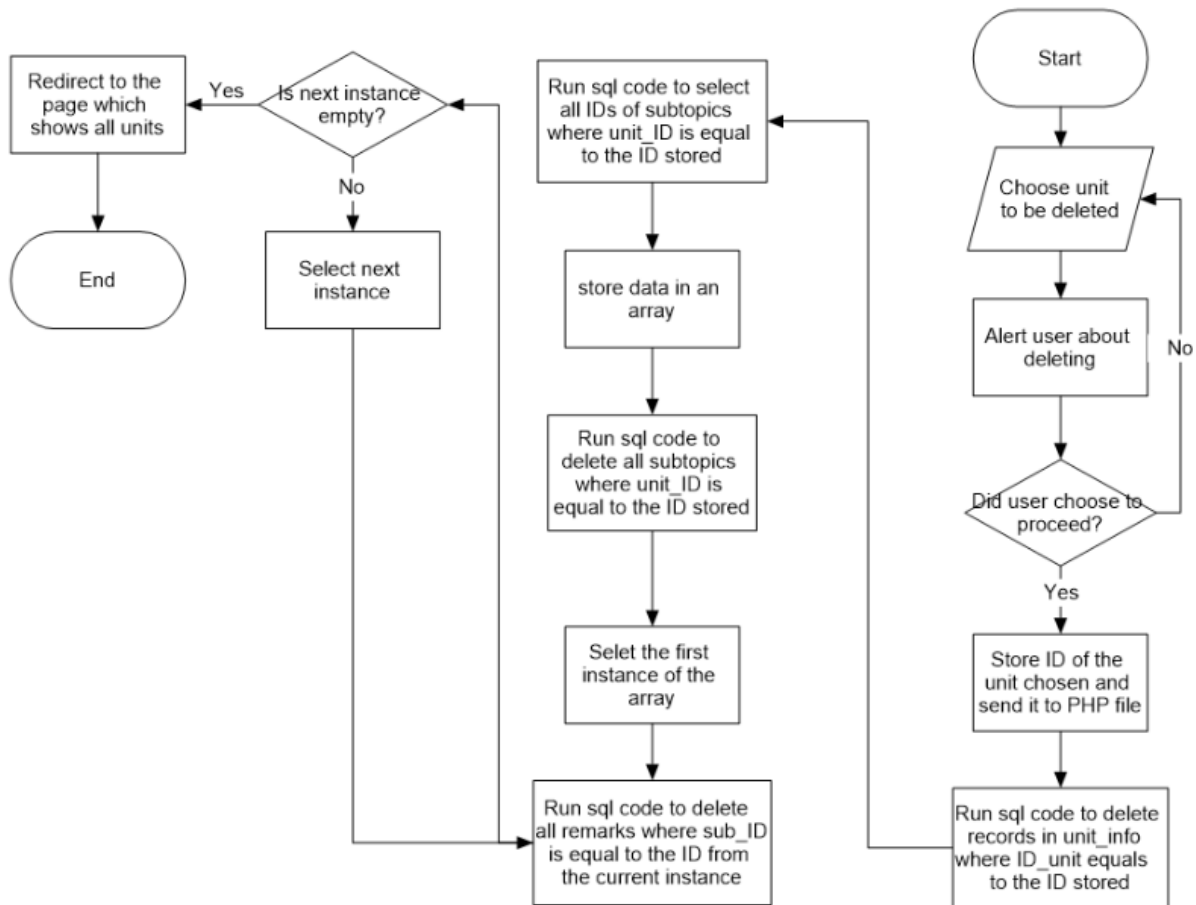 Start
Choose unit
to be deleted
Alert user about
deleting
No
Did user choose to
proceed?
Yes
Store ID of the
unit chosen and
send it to PHP file
Run sql code to delete
records in unit_info
where ID_unit equals
to the ID stored
Run sql code to select
all IDs of subtopics
where unit_ID is equal
to the ID stored
store data in an
array
Run sql code to
delete all subtopics
where unit_ID is
equal to the ID stored
Selet the first
instance of the
array
Run sql code to delete
all remarks where sub_ID
is equal to the ID from
the current instance
Is next instance
empty?
No
Select next
instance
Yes
Redirect to the
page which
shows all units
End